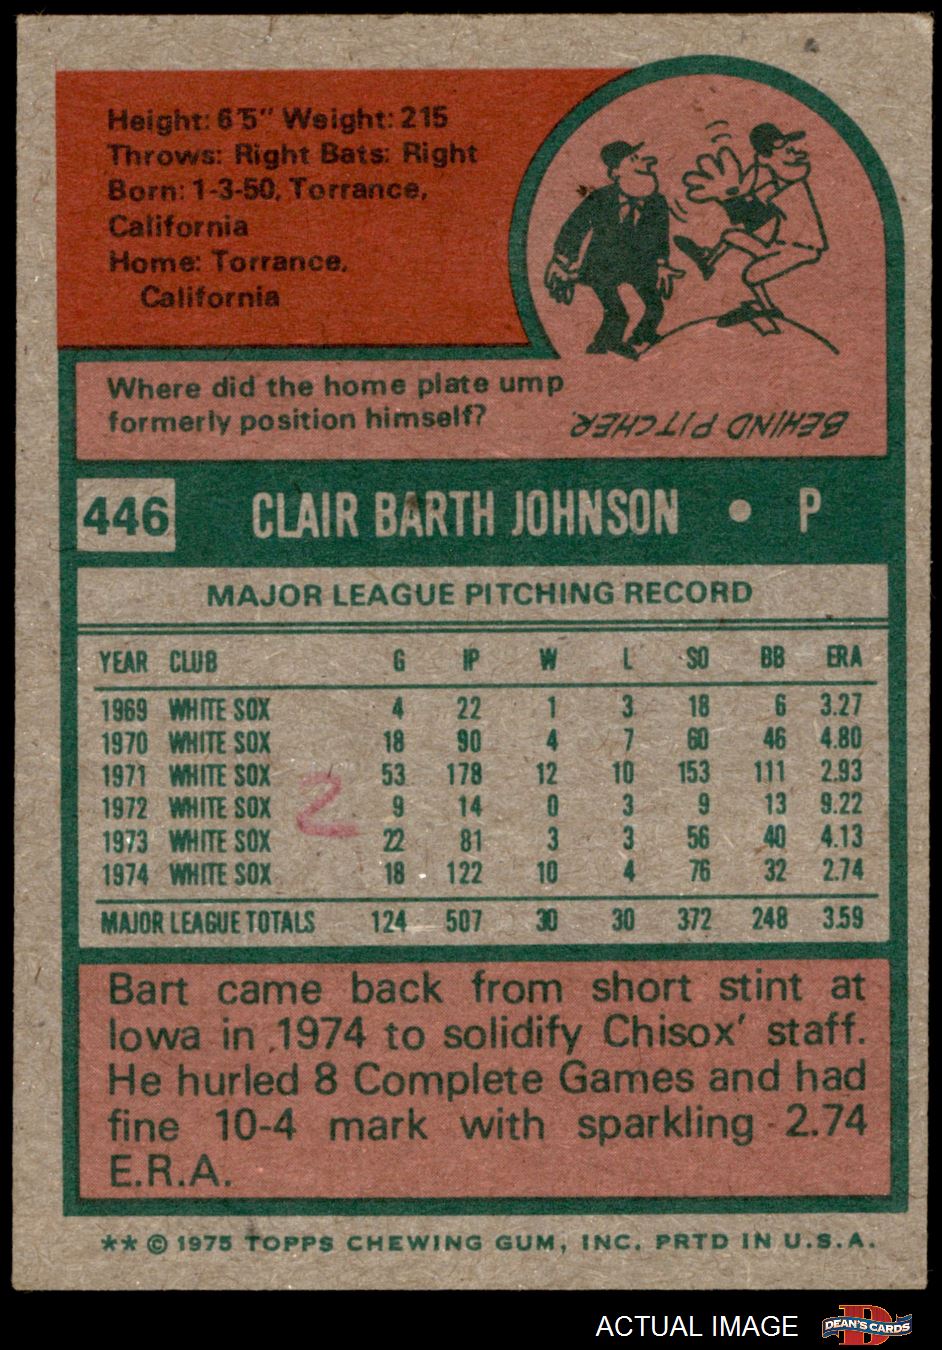 Height: 6'5" Weight: 215
Throws: Right Bats: Right
Born: 1-3-50, Torrance,
California
Home: Torrance,
California
Where did the home plate ump
formerly position himself?
BEHIND PITCHER.
446 CLAIR BARTH JOHNSON • P
MAJOR LEAGUE PITCHING RECORD
YEAR CLUB G IP W L SO BB ERA
1969 WHITE SOX 4 22 1 3 18 6 3.27
1970 WHITE SOX 18 90 4 7 60 46 4.80
1971 WHITE SOX 53 178 12 10 153 111 2.93
1972 WHITE SOX 9 14 0 3 9 13 9.22
1973 WHITE SOX 22 81 3 3 56 40 4.13
1974 WHITE SOX 18 122 10 4 76 32 2.74
2
MAJOR LEAGUE TOTALS 124 507 30 30 372 248 3.59
Bart came back from short stint at
Iowa in 1974 to solidify Chisox' staff.
He hurled 8 Complete Games and had
fine 10-4 mark with sparkling 2.74
E.R.A.
** © 1975 TOPPS CHEWING GUM, INC. PRTD IN U.S.A.
ACTUAL IMAGE
DEAN'S CARDS